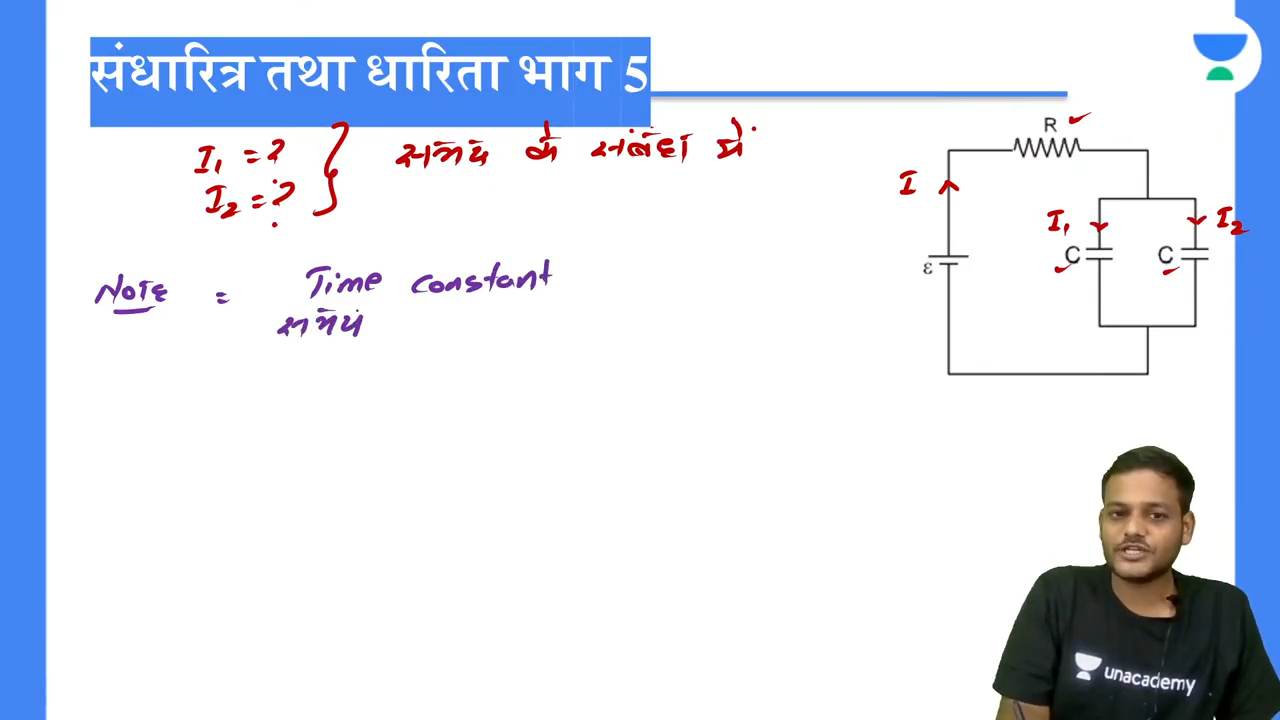 संधारित्र तथा धारिता भाग 5
I₁ = ?
I₂ = ?
समय के संबंध में
Note = Time constant
समय
R
I
I₁
I₂
C
C
ε
unacademy